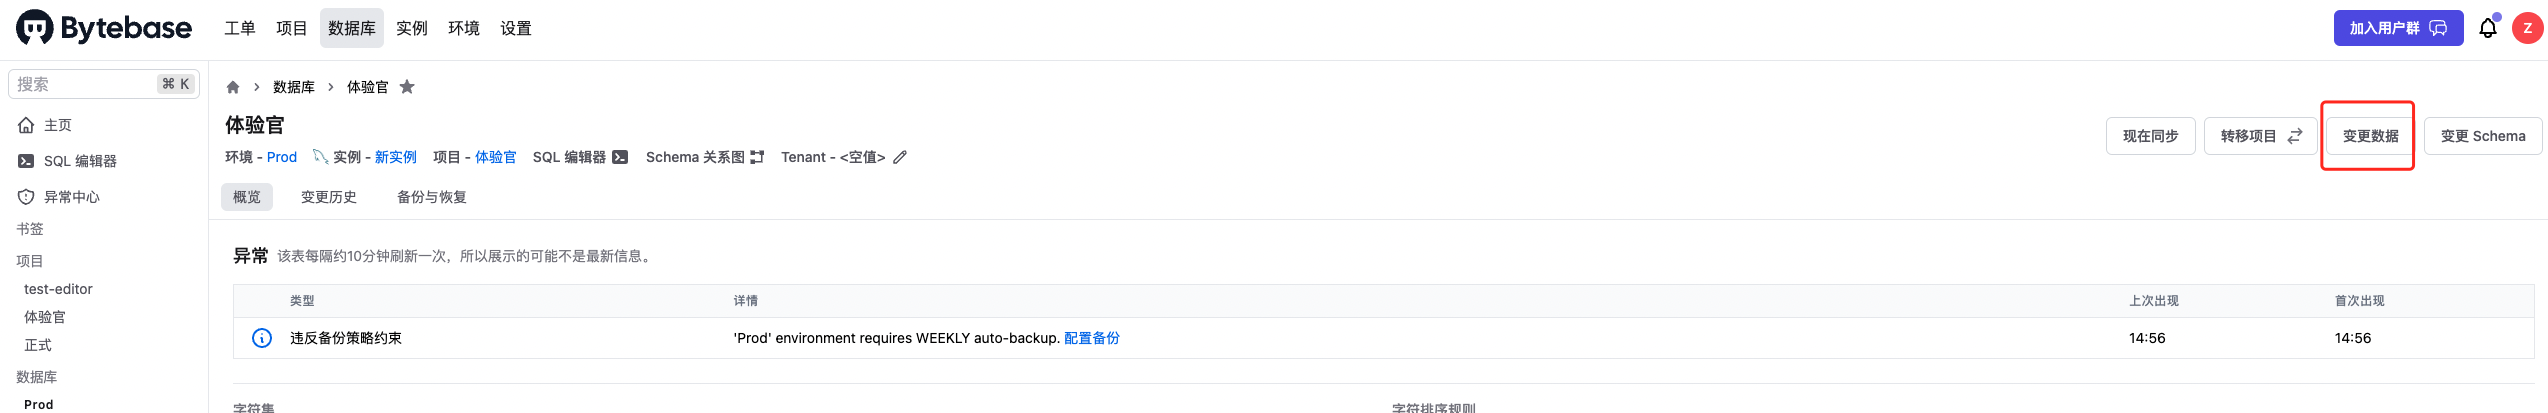 Bytebase 工单 项目 数据库 实例 环境 设置 加入用户群 Z
搜索 ⌘ K
主页
SQL 编辑器
异常中心
书签
项目
test-editor
体验官
正式
数据库
Prod
数据库 > 体验官
体验官
环境 - Prod 实例 - 新实例 项目 - 体验官 SQL 编辑器 Schema 关系图 Tenant - <空值>
现在同步 转移项目 变更数据 变更 Schema
概览 变更历史 备份与恢复
异常 该表每隔约10分钟刷新一次，所以展示的可能不是最新信息。
类型 详情 上次出现 首次出现
违反备份策略约束 'Prod' environment requires WEEKLY auto-backup. 配置备份 14:56 14:56
字符集 字符排序规则